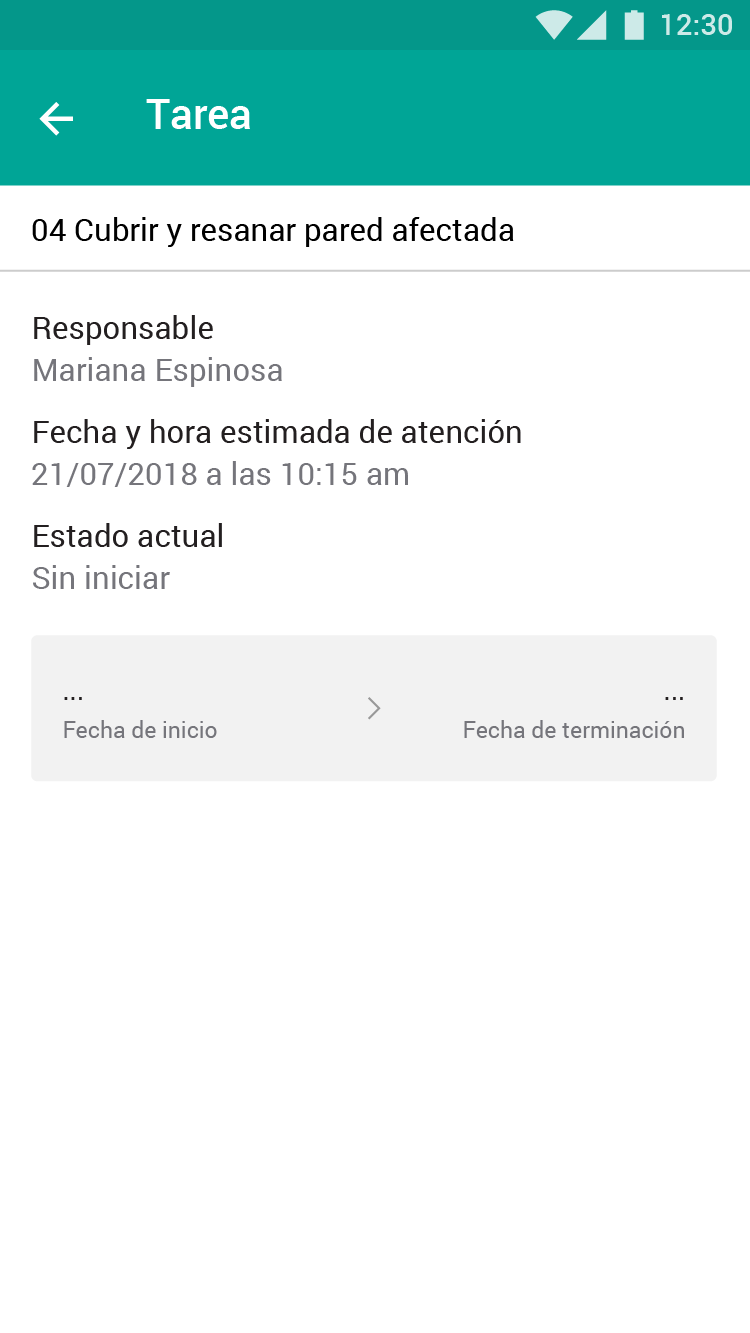 12:30
Tarea
04 Cubrir y resanar pared afectada
Responsable
Mariana Espinosa
Fecha y hora estimada de atención
21/07/2018 a las 10:15 am
Estado actual
Sin iniciar
... ...
Fecha de inicio Fecha de terminación